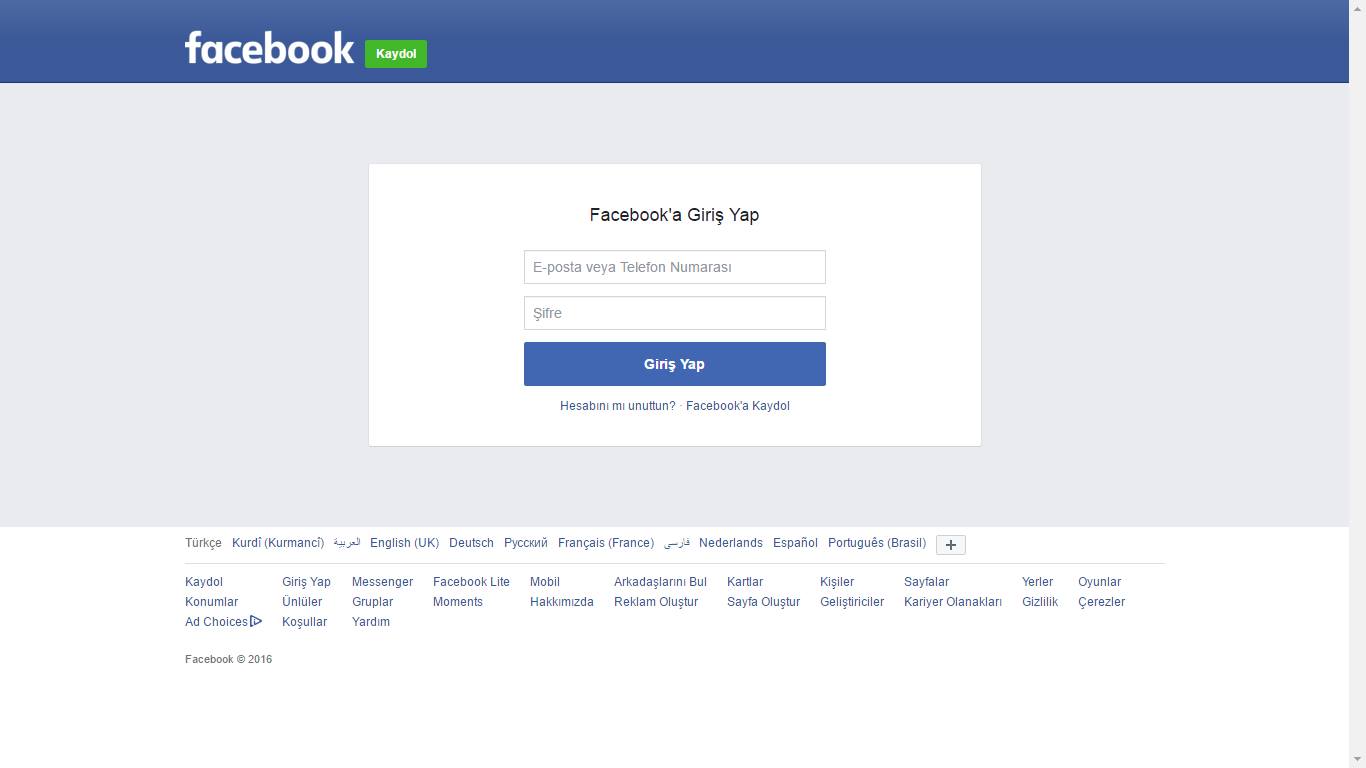 facebook Kaydol
Facebook'a Giriş Yap
E-posta veya Telefon Numarası
Şifre
Giriş Yap
Hesabını mı unuttun? · Facebook'a Kaydol
Türkçe Kurdî (Kurmancî) العربية English (UK) Deutsch Русский Français (France) فارسی Nederlands Español Português (Brasil)
Kaydol Giriş Yap Messenger Facebook Lite Mobil Arkadaşlarını Bul Kartlar Kişiler Sayfalar Yerler Oyunlar
Konumlar Ünlüler Gruplar Moments Hakkımızda Reklam Oluştur Sayfa Oluştur Geliştiriciler Kariyer Olanakları Gizlilik Çerezler
Ad Choices Koşullar Yardım
Facebook © 2016